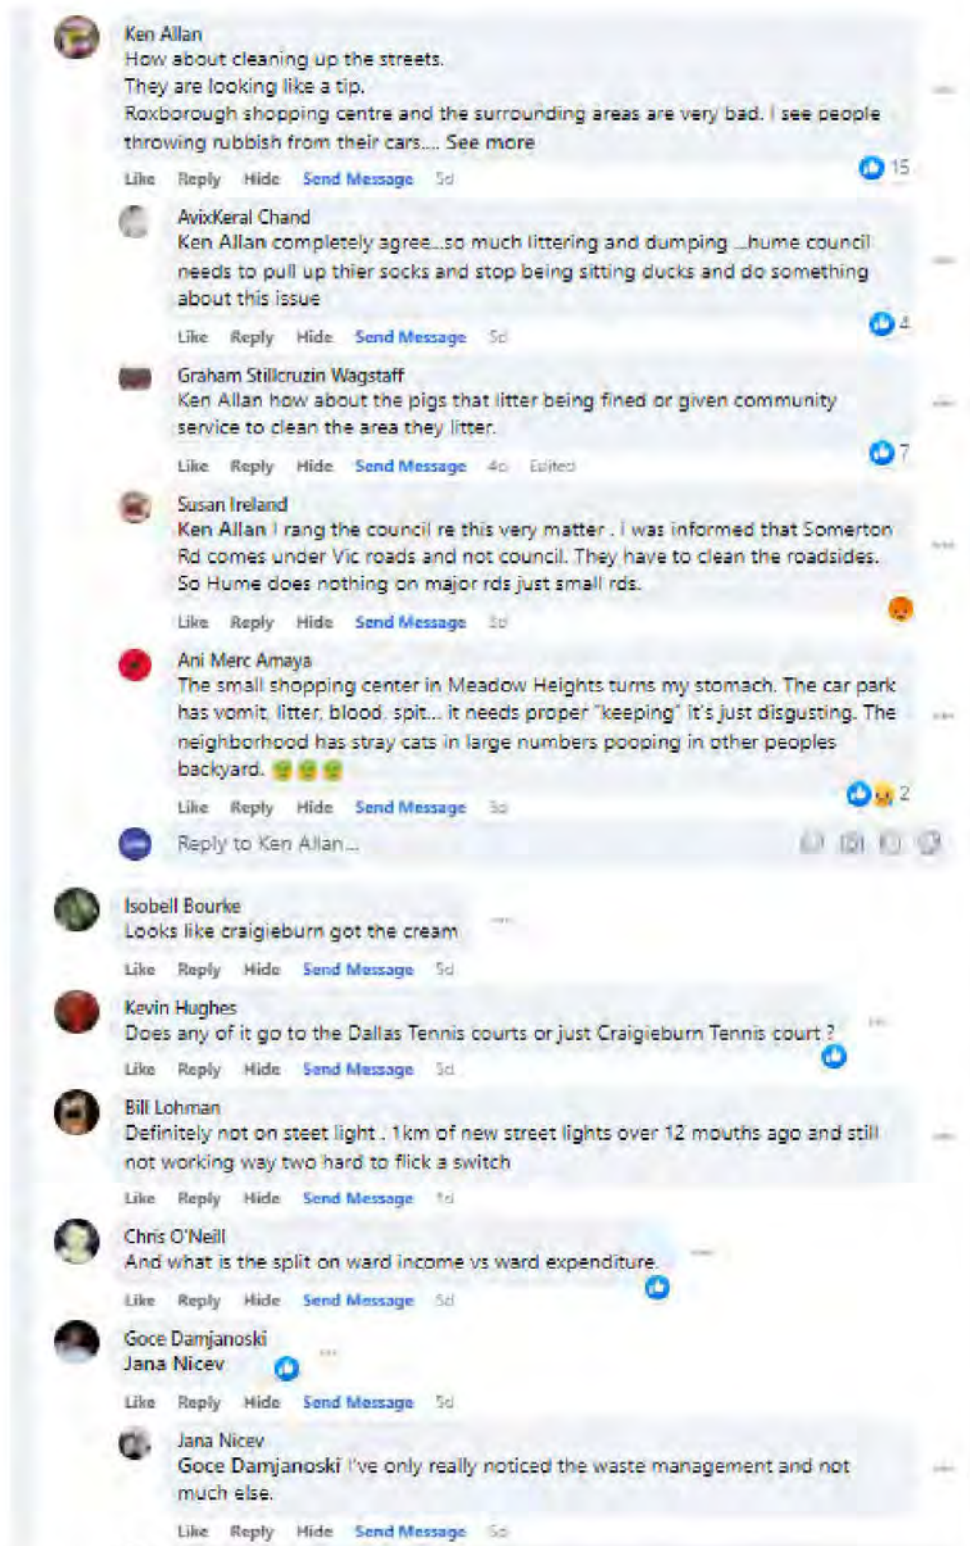 Ken Allan
How about cleaning up the streets.
They are looking like a tip.
Roxborough shopping centre and the surrounding areas are very bad. I see people
throwing rubbish from their cars.... See more
15
Like Reply Hide Send Message 5d
AvixKeral Chand
Ken Allan completely agree...so much littering and dumping ...hume council
needs to pull up thier socks and stop being sitting ducks and do something
about this issue
4
Like Reply Hide Send Message 5d
Graham Stillcruzin Wagstaff
Ken Allan how about the pigs that litter being fined or given community
service to clean the area they litter.
7
Like Reply Hide Send Message 4d Edited
Susan Ireland
Ken Allan I rang the council re this very matter . I was informed that Somerton
Rd comes under Vic roads and not council. They have to clean the roadsides.
So Hume does nothing on major rds just small rds.
Like Reply Hide Send Message
Ani Merc Amaya
The small shopping center in Meadow Heights turns my stomach. The car park
has vomit, litter, blood, spit... it needs proper "keeping" it's just disgusting. The
neighborhood has stray cats in large numbers pooping in other peoples
backyard. 🤢🤢🤢
2
Like Reply Hide Send Message
Reply to Ken Allan...
Isobell Bourke
Looks like craigieburn got the cream
Like Reply Hide Send Message 5d
Kevin Hughes
Does any of it go to the Dallas Tennis courts or just Craigieburn Tennis court ?
Like Reply Hide Send Message 5d
Bill Lohman
Definitely not on steet light . 1km of new street lights over 12 mouths ago and still
not working way two hard to flick a switch
Like Reply Hide Send Message
Chris O'Neill
And what is the split on ward income vs ward expenditure.
Like Reply Hide Send Message 5d
Goce Damjanoski
Jana Nicev
Like Reply Hide Send Message 5d
Jana Nicev
Goce Damjanoski I've only really noticed the waste management and not
much else.
Like Reply Hide Send Message 5d